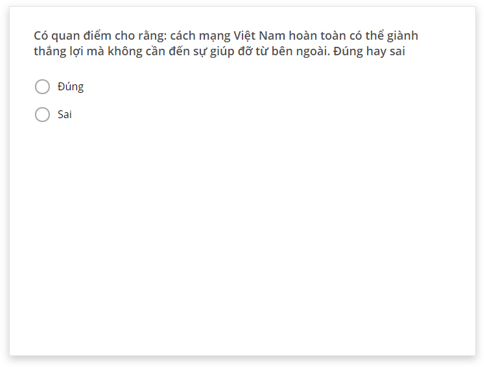 Có quan điểm cho rằng: cách mạng Việt Nam hoàn toàn có thể giành
thắng lợi mà không cần đến sự giúp đỡ từ bên ngoài. Đúng hay sai
Đúng
Sai